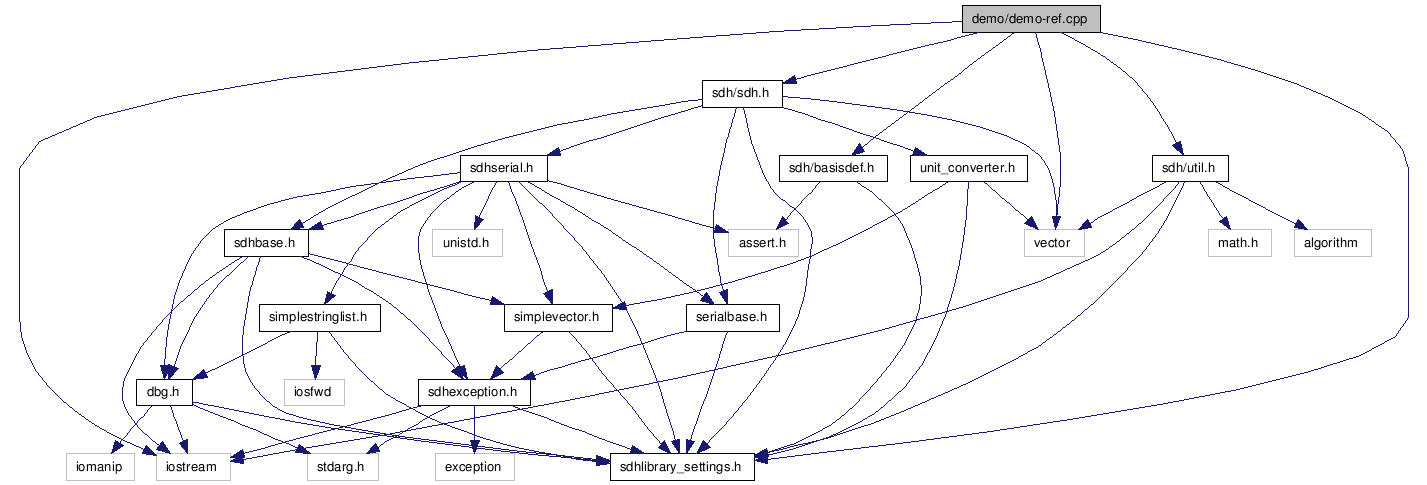 demo/demo-ref.cpp
sdh/sdh.h
sdhserial.h
sdh/basisdef.h
unit_converter.h
sdh/util.h
sdhbase.h
unistd.h
assert.h
vector
math.h
algorithm
simplestringlist.h
simplevector.h
serialbase.h
dbg.h
iosfwd
sdhexception.h
iomanip
iostream
stdarg.h
exception
sdhlibrary_settings.h